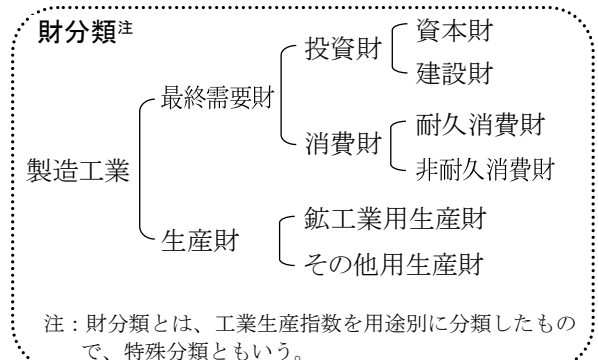 財分類注
製造工業
最終需要財
投資財
資本財
建設財
消費財
耐久消費財
非耐久消費財
生産財
鉱工業用生産財
その他用生産財
注：財分類とは、工業生産指数を用途別に分類したもの
で、特殊分類ともいう。